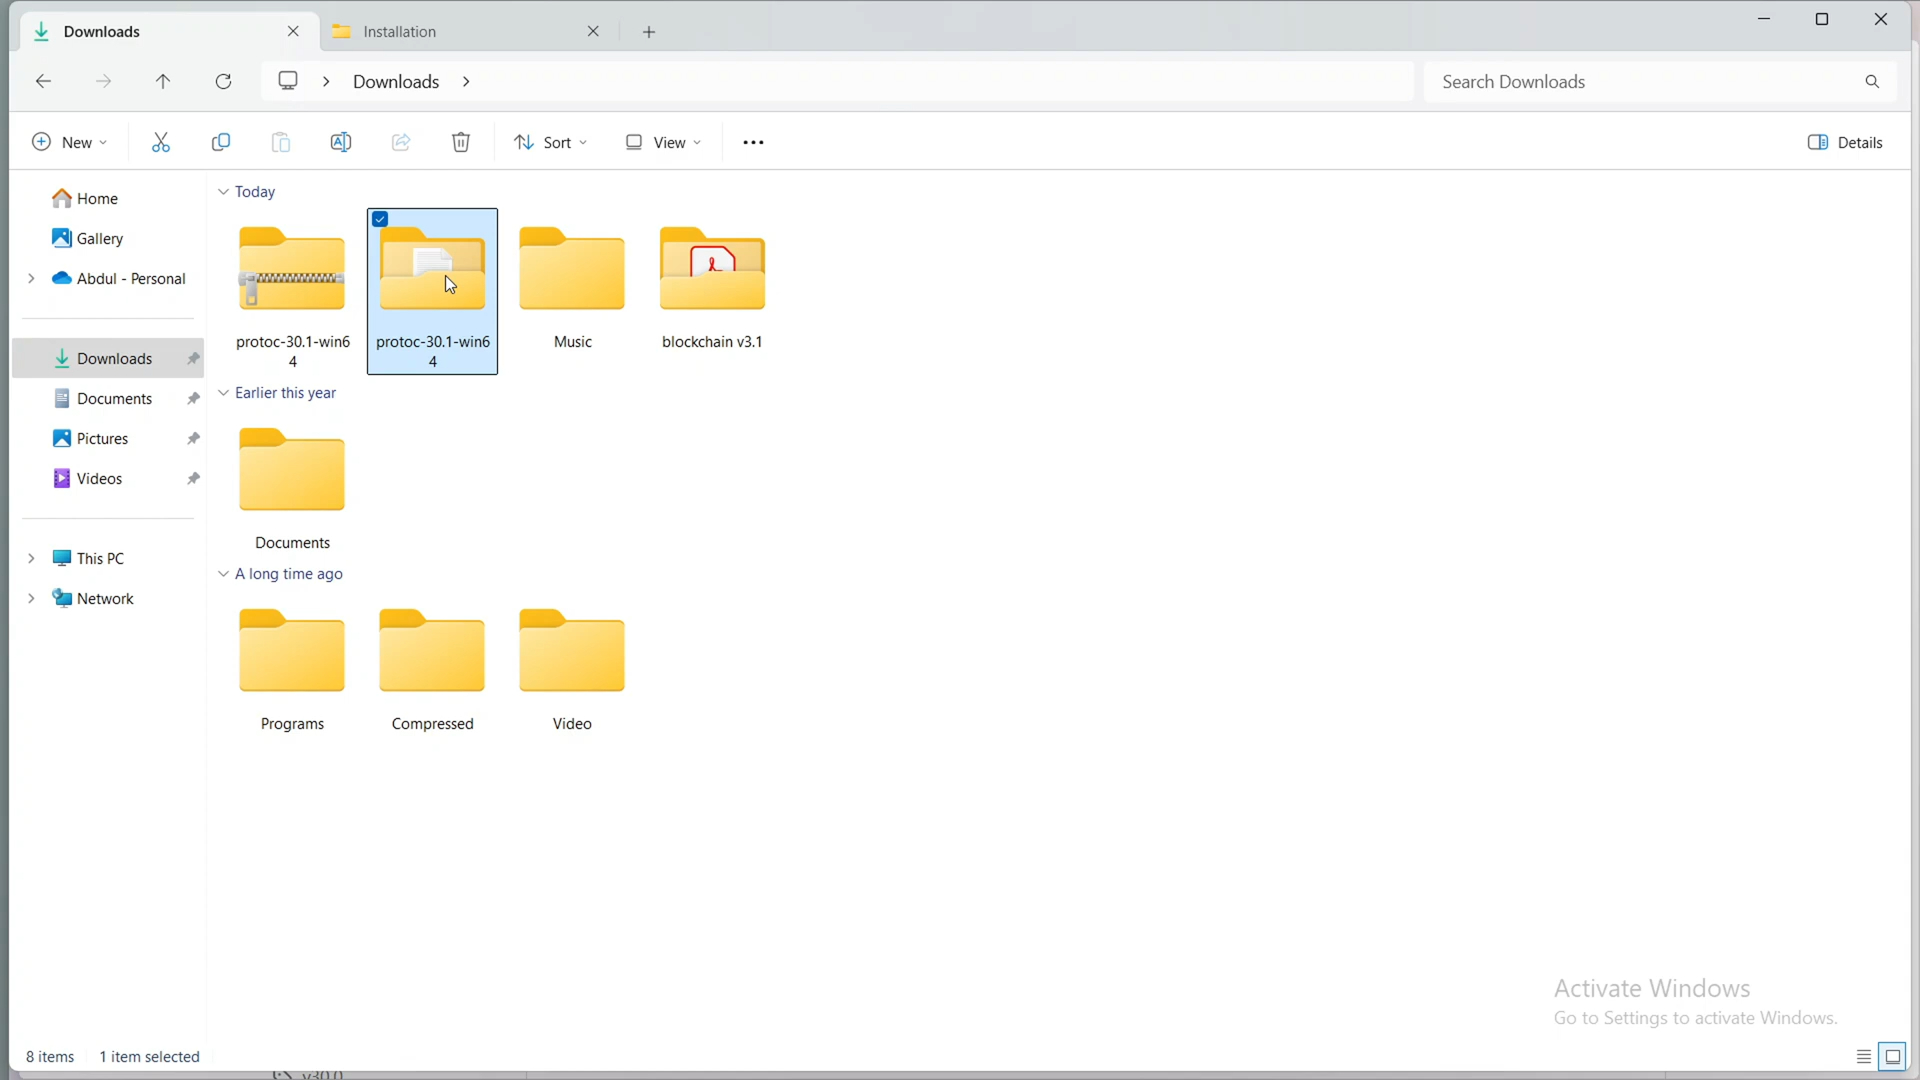 Downloads
Installation
Downloads
Search Downloads
New
Sort
View
Details
Home
Gallery
Abdul - Personal
Downloads
Documents
Pictures
Videos
This PC
Network
Today
protoc-30.1-win6
4
protoc-30.1-win6
4
Music
blockchain v3.1
Earlier this year
Documents
A long time ago
Programs
Compressed
Video
Activate Windows
Go to Settings to activate Windows.
8 items
1 item selected
v30.0